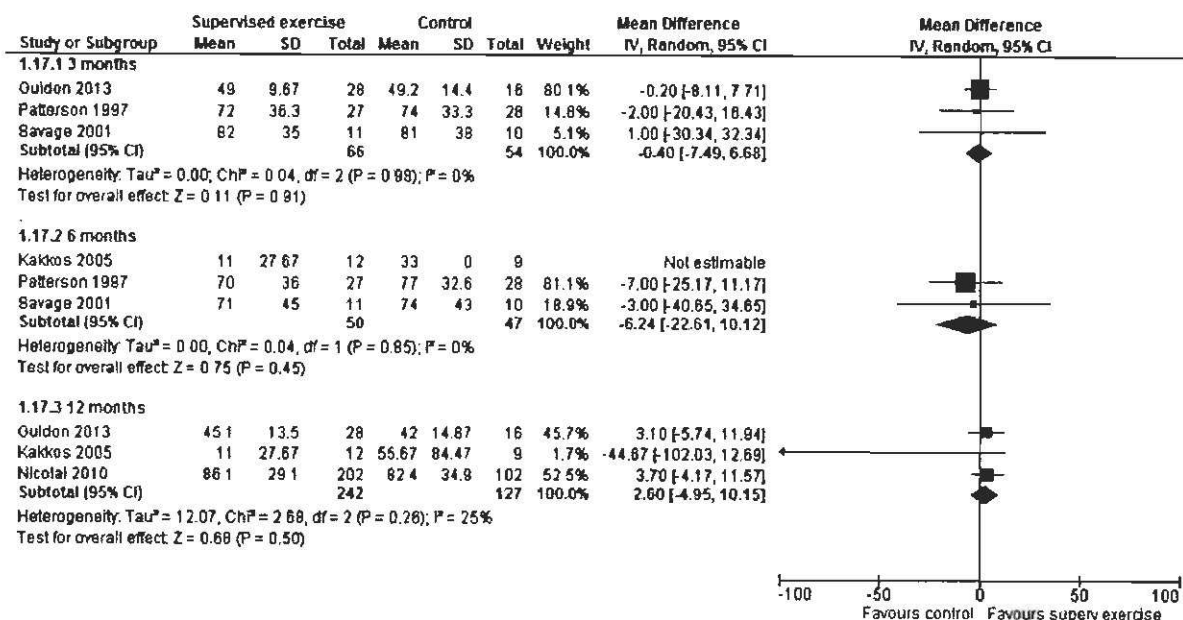 Supervised exercise Control Mean Difference Mean Difference
Study or Subgroup Mean SD Total Mean SD Total Weight IV, Random, 95% CI IV, Random, 95% CI
1.17.1 3 months
Guidon 2013 49 9.67 28 49.2 14.4 16 80.1% -0.20 [-8.11, 7.71]
Patterson 1997 72 36.3 27 74 33.3 28 14.8% -2.00 [-20.43, 16.43]
Savage 2001 82 35 11 81 38 10 5.1% 1.00 [-30.34, 32.34]
Subtotal (95% CI) 66 54 100.0% -0.40 [-7.49, 6.68]
Heterogeneity: Tau² = 0.00; Chi² = 0.04, df = 2 (P = 0.98); I² = 0%
Test for overall effect: Z = 0.11 (P = 0.91)
1.17.2 6 months
Kakkos 2005 11 27.67 12 33 0 9 Not estimable
Patterson 1997 70 36 27 77 32.6 28 81.1% -7.00 [-25.17, 11.17]
Savage 2001 71 45 11 74 43 10 18.9% -3.00 [-40.65, 34.65]
Subtotal (95% CI) 50 47 100.0% -6.24 [-22.61, 10.12]
Heterogeneity: Tau² = 0.00; Chi² = 0.04, df = 1 (P = 0.85); I² = 0%
Test for overall effect: Z = 0.75 (P = 0.45)
1.17.3 12 months
Guidon 2013 45.1 13.5 28 42 14.87 16 45.7% 3.10 [-5.74, 11.94]
Kakkos 2005 11 27.67 12 55.67 84.47 9 1.7% -44.67 [-102.03, 12.69]
Nicolai 2010 86.1 29.1 202 82.4 34.9 102 52.5% 3.70 [-4.17, 11.57]
Subtotal (95% CI) 242 127 100.0% 2.60 [-4.95, 10.15]
Heterogeneity: Tau² = 12.07; Chi² = 2.68, df = 2 (P = 0.26); I² = 25%
Test for overall effect: Z = 0.68 (P = 0.50)
-100 -50 0 50 100
Favours control Favours superv exercise